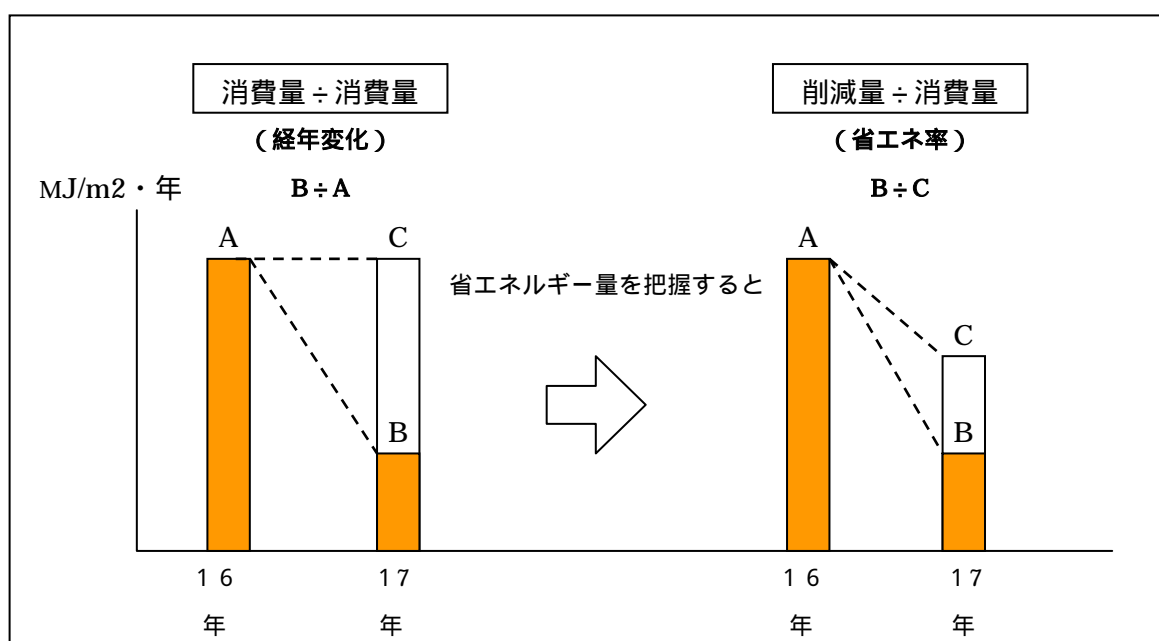 消費量÷消費量
(経年変化)
B÷A
MJ/m2・年
A
C
B
16
年
17
年
省エネルギー量を把握すると
削減量÷消費量
(省エネ率)
B÷C
A
C
B
16
年
17
年